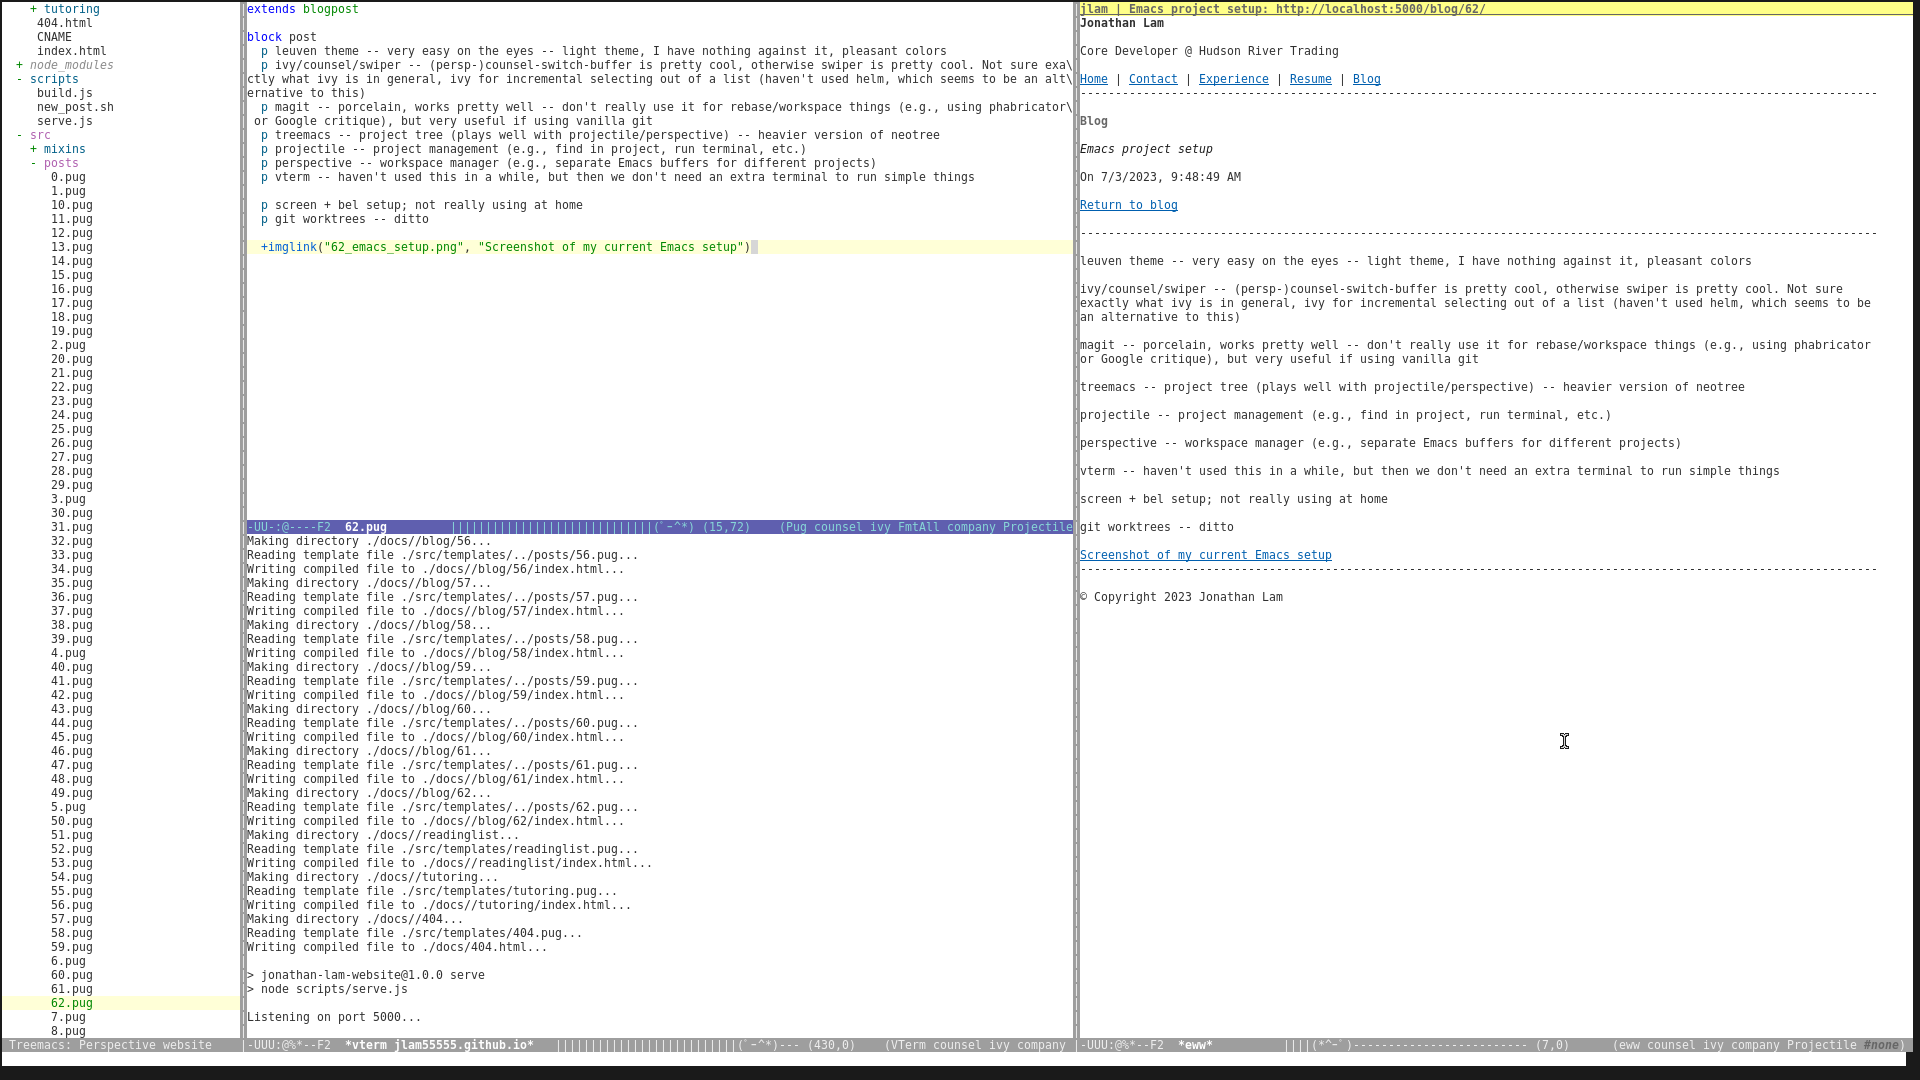 + tutoring
404.html
CNAME
index.html
+ node_modules
- scripts
build.js
new_post.sh
serve.js
- src
+ mixins
- posts
0.pug
1.pug
10.pug
11.pug
12.pug
13.pug
14.pug
15.pug
16.pug
17.pug
18.pug
19.pug
2.pug
20.pug
21.pug
22.pug
23.pug
24.pug
25.pug
26.pug
27.pug
28.pug
29.pug
3.pug
30.pug
31.pug
32.pug
33.pug
34.pug
35.pug
36.pug
37.pug
38.pug
39.pug
4.pug
40.pug
41.pug
42.pug
43.pug
44.pug
45.pug
46.pug
47.pug
48.pug
49.pug
5.pug
50.pug
51.pug
52.pug
53.pug
54.pug
55.pug
56.pug
57.pug
58.pug
59.pug
6.pug
60.pug
61.pug
62.pug
7.pug
8.pug
Treemacs: Perspective website
extends blogpost
block post
p leuven theme -- very easy on the eyes -- light theme, I have nothing against it, pleasant colors
p ivy/counsel/swiper -- (persp-)counsel-switch-buffer is pretty cool, otherwise swiper is pretty cool. Not sure exa\
ctly what ivy is in general, ivy for incremental selecting out of a list (haven't used helm, which seems to be an alt\
ernative to this)
p magit -- porcelain, works pretty well -- don't really use it for rebase/workspace things (e.g., using phabricator\
or Google critique), but very useful if using vanilla git
p treemacs -- project tree (plays well with projectile/perspective) -- heavier version of neotree
p projectile -- project management (e.g., find in project, run terminal, etc.)
p perspective -- workspace manager (e.g., separate Emacs buffers for different projects)
p vterm -- haven't used this in a while, but then we don't need an extra terminal to run simple things
p screen + bel setup; not really using at home
p git worktrees -- ditto
+imglink("62_emacs_setup.png", "Screenshot of my current Emacs setup")
-UU-:@----F2  62.pug         |||||||||||||||||||||||||||||(ﾟ-^*) (15,72)    (Pug counsel ivy FmtAll company Projectile
Making directory ./docs//blog/56...
Reading template file ./src/templates/../posts/56.pug...
Writing compiled file to ./docs//blog/56/index.html...
Making directory ./docs//blog/57...
Reading template file ./src/templates/../posts/57.pug...
Writing compiled file to ./docs//blog/57/index.html...
Making directory ./docs//blog/58...
Reading template file ./src/templates/../posts/58.pug...
Writing compiled file to ./docs//blog/58/index.html...
Making directory ./docs//blog/59...
Reading template file ./src/templates/../posts/59.pug...
Writing compiled file to ./docs//blog/59/index.html...
Making directory ./docs//blog/60...
Reading template file ./src/templates/../posts/60.pug...
Writing compiled file to ./docs//blog/60/index.html...
Making directory ./docs//blog/61...
Reading template file ./src/templates/../posts/61.pug...
Writing compiled file to ./docs//blog/61/index.html...
Making directory ./docs//blog/62...
Reading template file ./src/templates/../posts/62.pug...
Writing compiled file to ./docs//blog/62/index.html...
Making directory ./docs//readinglist...
Reading template file ./src/templates/readinglist.pug...
Writing compiled file to ./docs//readinglist/index.html...
Making directory ./docs//tutoring...
Reading template file ./src/templates/tutoring.pug...
Writing compiled file to ./docs//tutoring/index.html...
Making directory ./docs//404...
Reading template file ./src/templates/404.pug...
Writing compiled file to ./docs/404.html...
> jonathan-lam-website@1.0.0 serve
> node scripts/serve.js
Listening on port 5000...
-UUU:@%*--F2  *vterm jlam55555.github.io*   ||||||||||||||||||||||||||(ﾟ-^*)--- (430,0)    (VTerm counsel ivy company
jlam | Emacs project setup: http://localhost:5000/blog/62/
Jonathan Lam
Core Developer @ Hudson River Trading
Home | Contact | Experience | Resume | Blog
Blog
Emacs project setup
On 7/3/2023, 9:48:49 AM
Return to blog
leuven theme -- very easy on the eyes -- light theme, I have nothing against it, pleasant colors
ivy/counsel/swiper -- (persp-)counsel-switch-buffer is pretty cool, otherwise swiper is pretty cool. Not sure
exactly what ivy is in general, ivy for incremental selecting out of a list (haven't used helm, which seems to be
an alternative to this)
magit -- porcelain, works pretty well -- don't really use it for rebase/workspace things (e.g., using phabricator
or Google critique), but very useful if using vanilla git
treemacs -- project tree (plays well with projectile/perspective) -- heavier version of neotree
projectile -- project management (e.g., find in project, run terminal, etc.)
perspective -- workspace manager (e.g., separate Emacs buffers for different projects)
vterm -- haven't used this in a while, but then we don't need an extra terminal to run simple things
screen + bel setup; not really using at home
git worktrees -- ditto
Screenshot of my current Emacs setup
© Copyright 2023 Jonathan Lam
-UUU:@%*--F2  *eww*          ||||(*^-ﾟ)------------------------- (7,0)      (eww counsel ivy company Projectile #none)